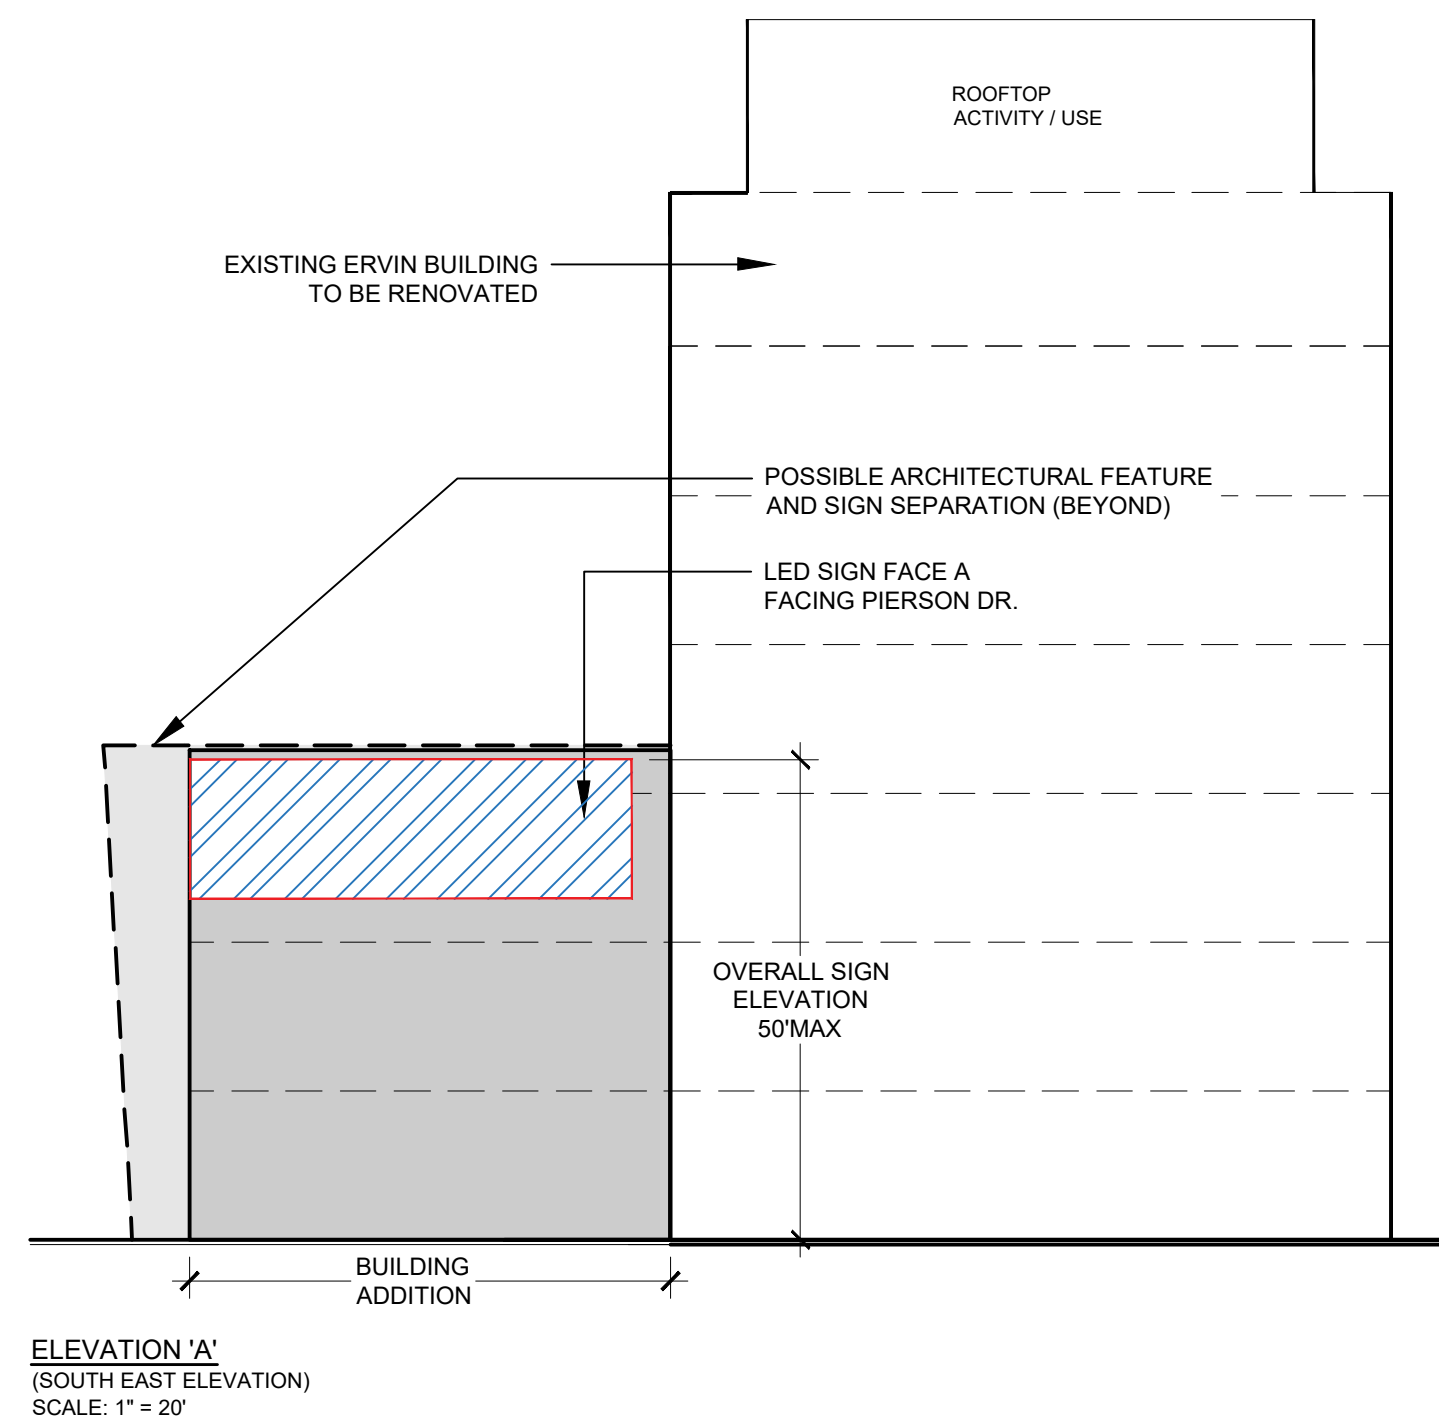 ROOFTOP
ACTIVITY / USE
EXISTING ERVIN BUILDING
TO BE RENOVATED
POSSIBLE ARCHITECTURAL FEATURE
AND SIGN SEPARATION (BEYOND)
LED SIGN FACE A
FACING PIERSON DR.
OVERALL SIGN
ELEVATION
50'MAX
BUILDING
ADDITION
ELEVATION 'A'
(SOUTH EAST ELEVATION)
SCALE: 1" = 20'